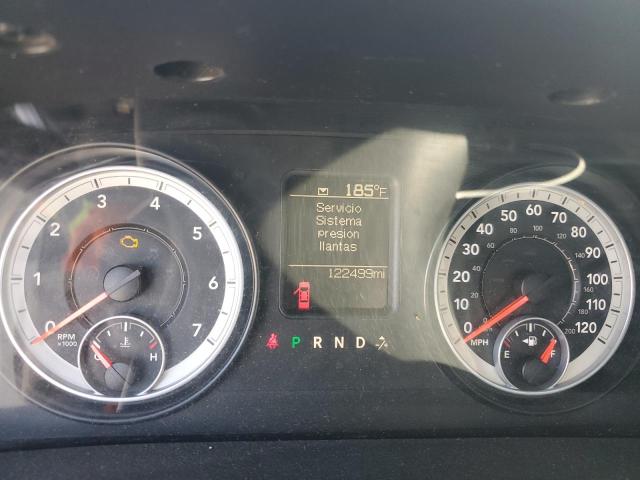 185°F
Servicio
Sistema
presion
llantas
122499mi
P R N D
0 1 2 3 4 5 6 7
RPM
x1000
C H
0 10 20 30 40 50 60 70 80 90 100 110 120
MPH
E F